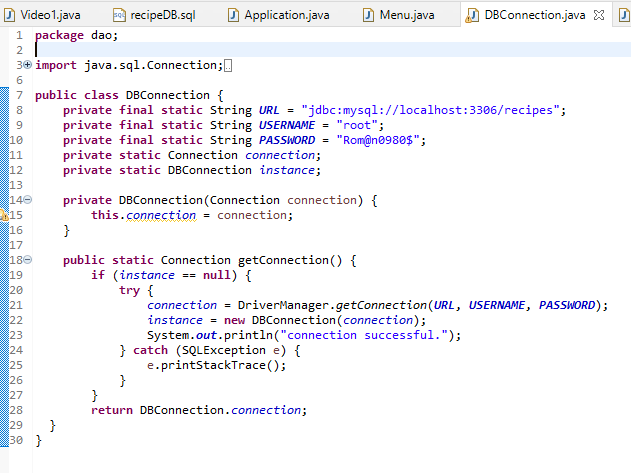 Video1.java recipeDB.sql Application.java Menu.java DBConnection.java
1 package dao;
2
3 import java.sql.Connection;
6
7 public class DBConnection {
8 private final static String URL = "jdbc:mysql://localhost:3306/recipes";
9 private final static String USERNAME = "root";
10 private final static String PASSWORD = "Rom@n0980$";
11 private static Connection connection;
12 private static DBConnection instance;
13
14 private DBConnection(Connection connection) {
15 this.connection = connection;
16 }
17
18 public static Connection getConnection() {
19 if (instance == null) {
20 try {
21 connection = DriverManager.getConnection(URL, USERNAME, PASSWORD);
22 instance = new DBConnection(connection);
23 System.out.println("connection successful.");
24 } catch (SQLException e) {
25 e.printStackTrace();
26 }
27 }
28 return DBConnection.connection;
29 }
30 }